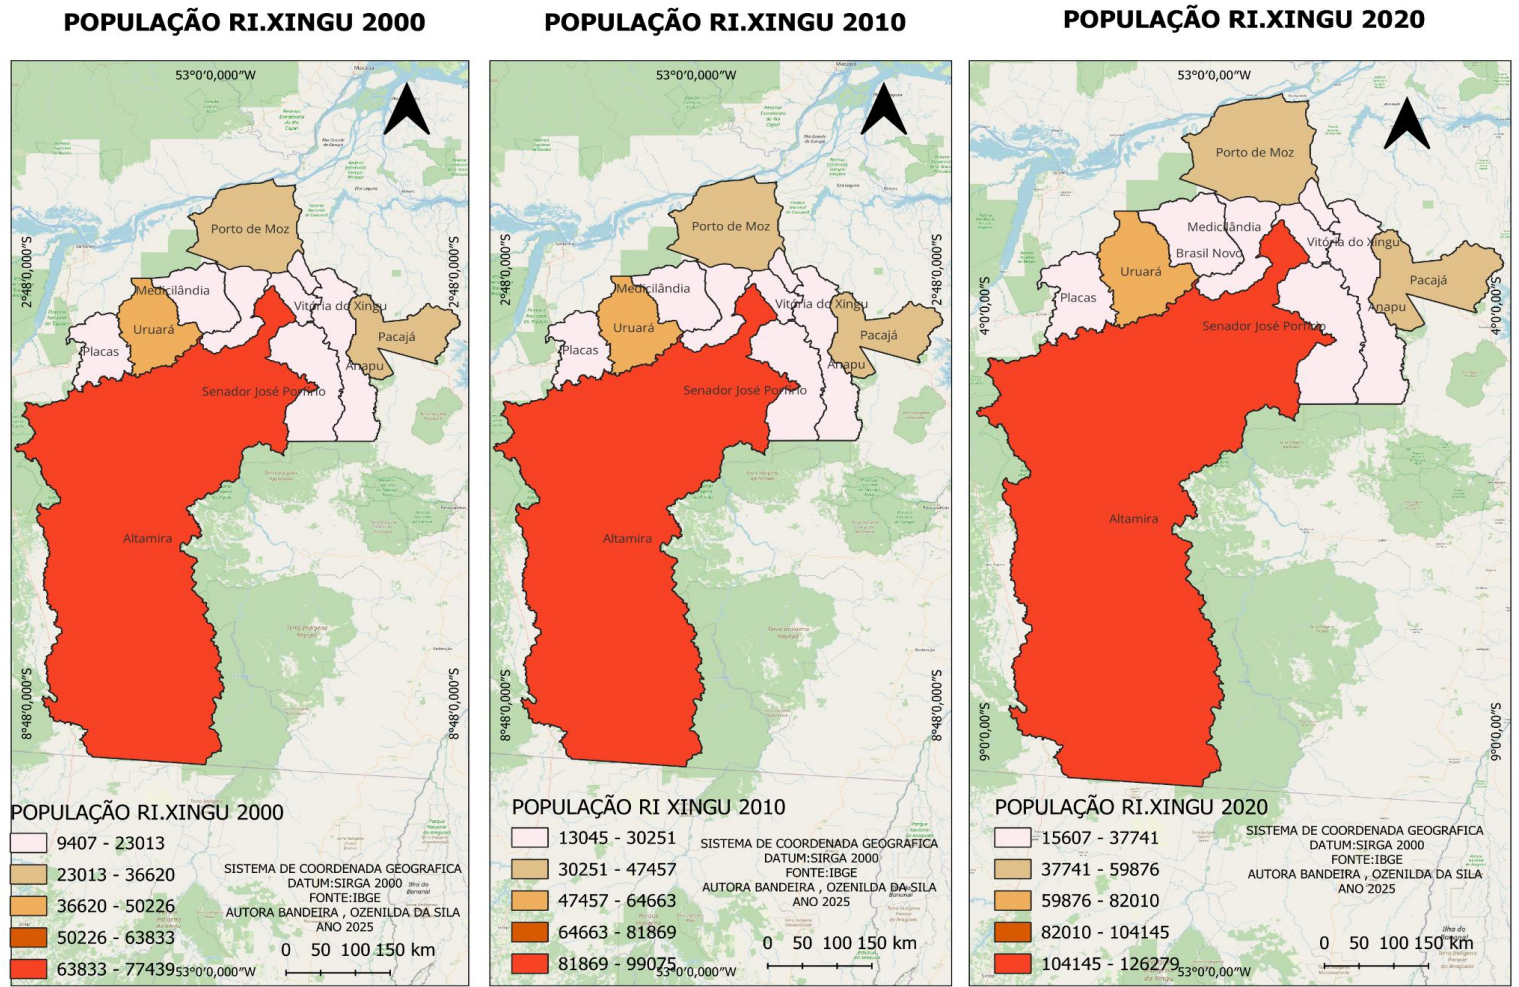 POPULAÇÃO RI.XINGU 2000
53°0'0,000"W
2°48'0,000"S
2°48'0,000"S
Porto de Moz
Medicilândia
Vitória do Xingu
Uruará
Pacajá
Placas
Anapu
Senador José Porfírio
Altamira
8°48'0,000"S
8°48'0,000"S
POPULAÇÃO RI.XINGU 2000
9407 - 23013
23013 - 36620
36620 - 50226
50226 - 63833
63833 - 77439
SISTEMA DE COORDENADA GEOGRAFICA
DATUM:SIRGA 2000
FONTE:IBGE
AUTORA BANDEIRA , OZENILDA DA SILA
ANO 2025
0 50 100 150 km
53°0'0,000"W
POPULAÇÃO RI.XINGU 2010
53°0'0,000"W
2°48'0,000"S
2°48'0,000"S
Porto de Moz
Medicilândia
Vitória do Xingu
Uruará
Pacajá
Placas
Anapu
Senador José Porfírio
Altamira
8°48'0,000"S
8°48'0,000"S
POPULAÇÃO RI XINGU 2010
13045 - 30251
30251 - 47457
47457 - 64663
64663 - 81869
81869 - 99075
SISTEMA DE COORDENADA GEOGRAFICA
DATUM:SIRGA 2000
FONTE:IBGE
AUTORA BANDEIRA , OZENILDA DA SILA
ANO 2025
0 50 100 150 km
53°0'0,000"W
POPULAÇÃO RI.XINGU 2020
53°0'0,00"W
Porto de Moz
Medicilândia
Vitória do Xingu
Brasil Novo
Uruará
Pacajá
Placas
Anapu
4°0'0,00"S
4°0'0,00"S
Senador José Porfírio
Altamira
9°0'0,00"S
9°0'0,00"S
POPULAÇÃO RI.XINGU 2020
15607 - 37741
37741 - 59876
59876 - 82010
82010 - 104145
104145 - 126279
SISTEMA DE COORDENADA GEOGRAFICA
DATUM:SIRGA 2000
FONTE:IBGE
AUTORA BANDEIRA , OZENILDA DA SILA
ANO 2025
0 50 100 150 km
53°0'0,00"W